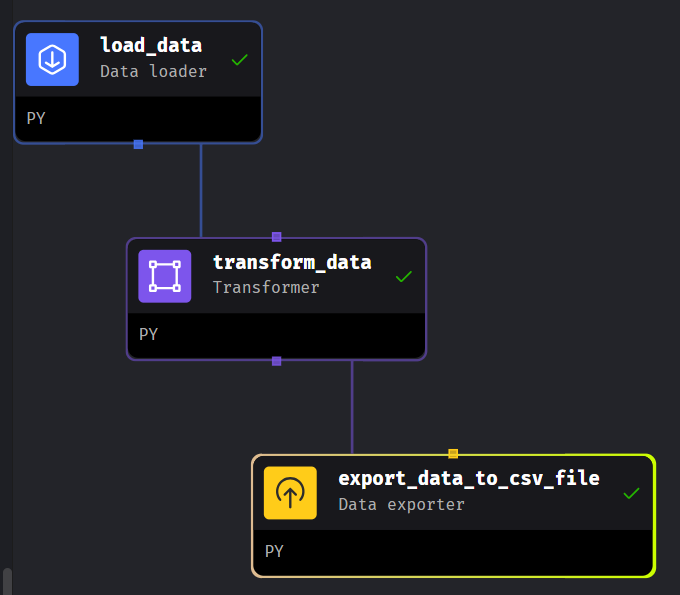 load_data
Data loader
PY
transform_data
Transformer
PY
export_data_to_csv_file
Data exporter
PY